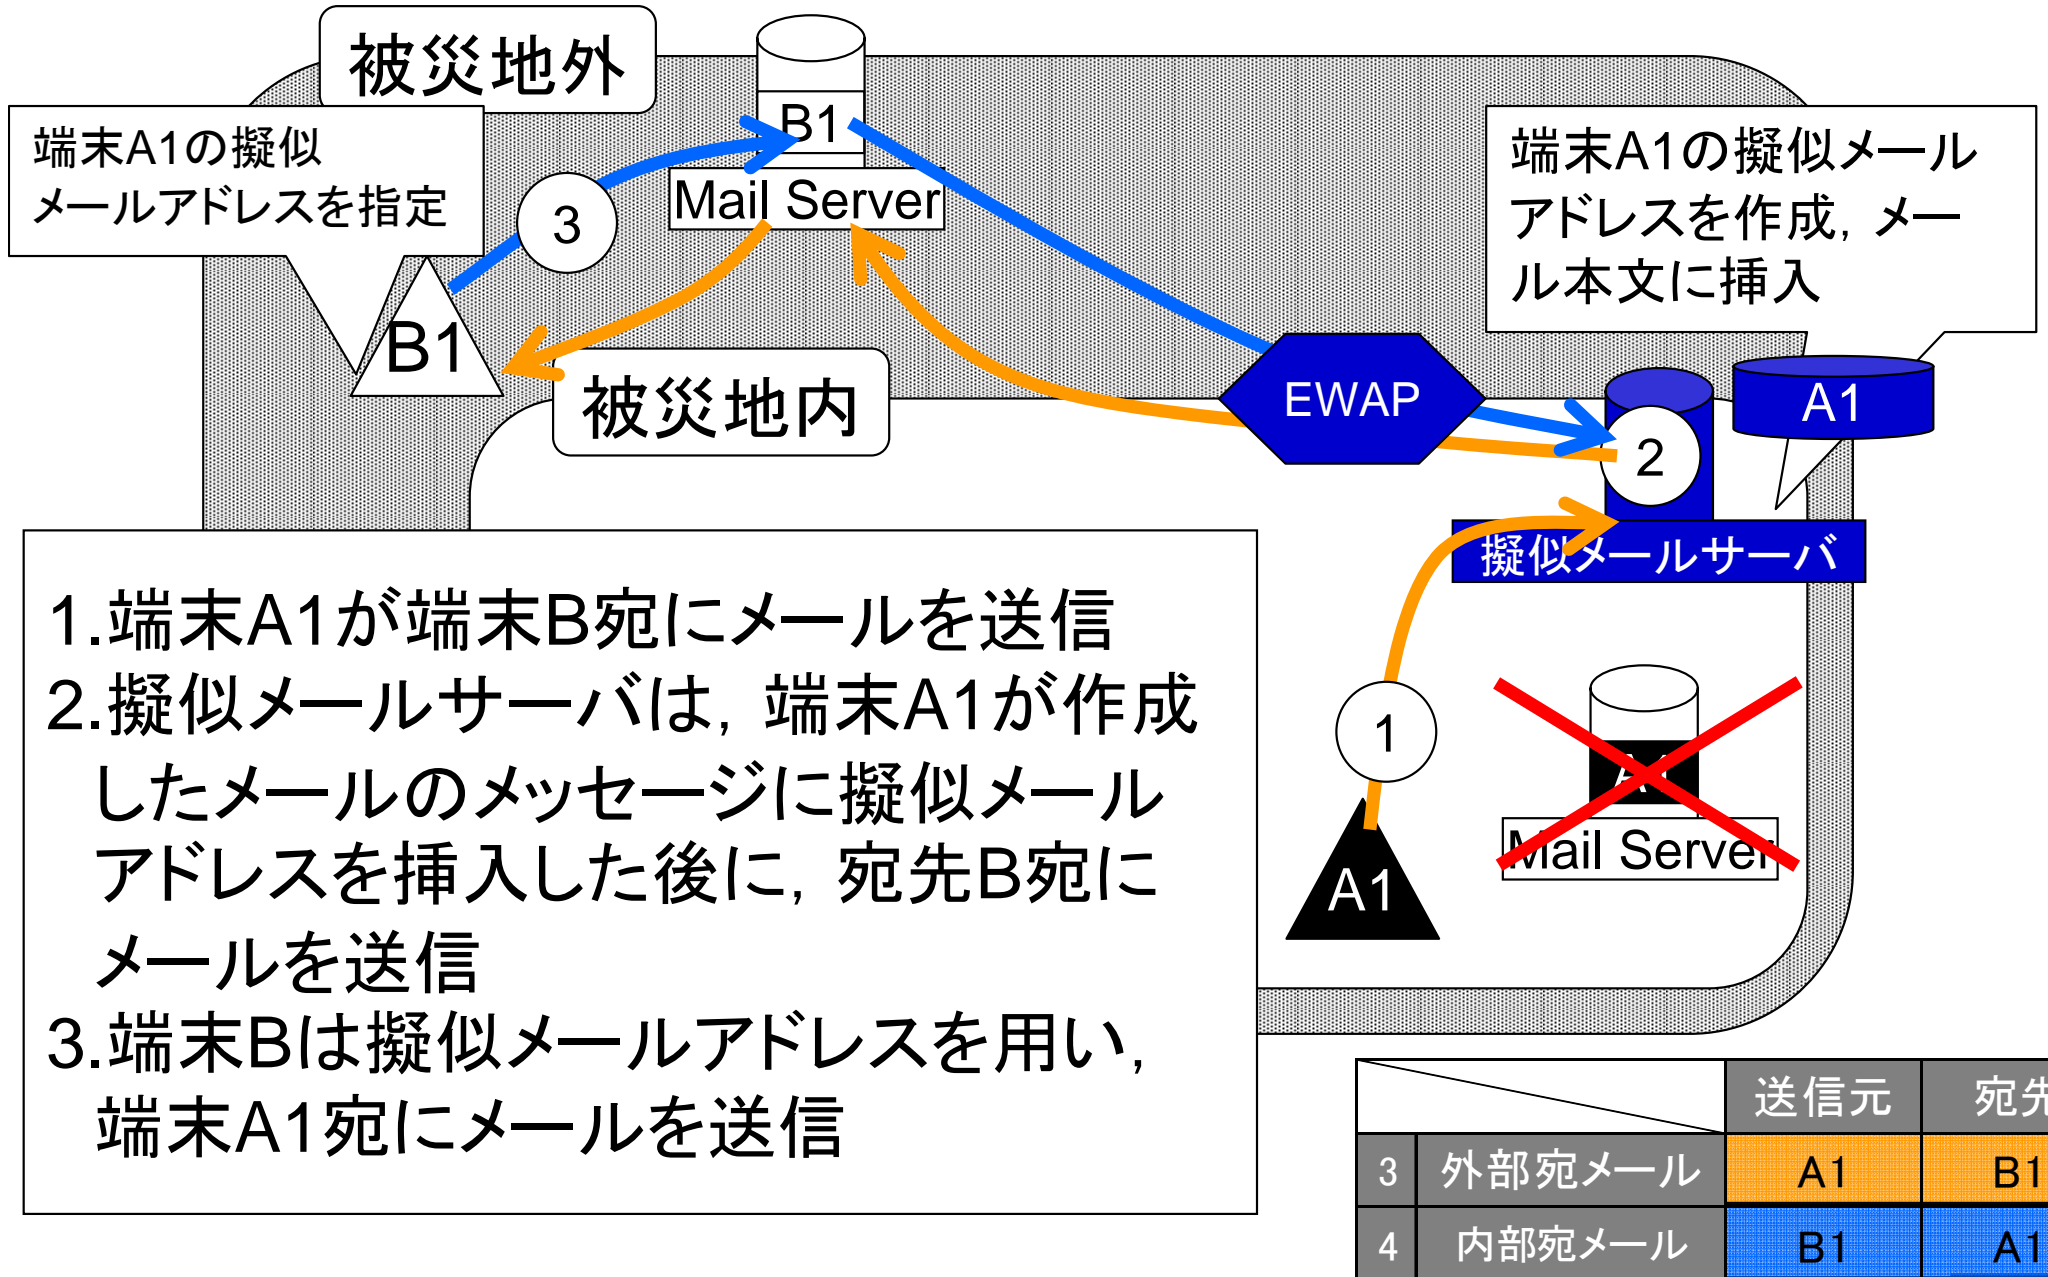 被災地外
端末A1の擬似
メールアドレスを指定
B1
Mail Server
3
B1
被災地内
端末A1の擬似メール
アドレスを作成，メー
ル本文に挿入
EWAP
A1
2
擬似メールサーバ
1.端末A1が端末B宛にメールを送信
2.擬似メールサーバは，端末A1が作成
したメールのメッセージに擬似メール
アドレスを挿入した後に，宛先B宛に
メールを送信
3.端末Bは擬似メールアドレスを用い，
端末A1宛にメールを送信
1
A1
A1
Mail Server
送信元 宛先
3 外部宛メール A1 B1
4 内部宛メール B1 A1